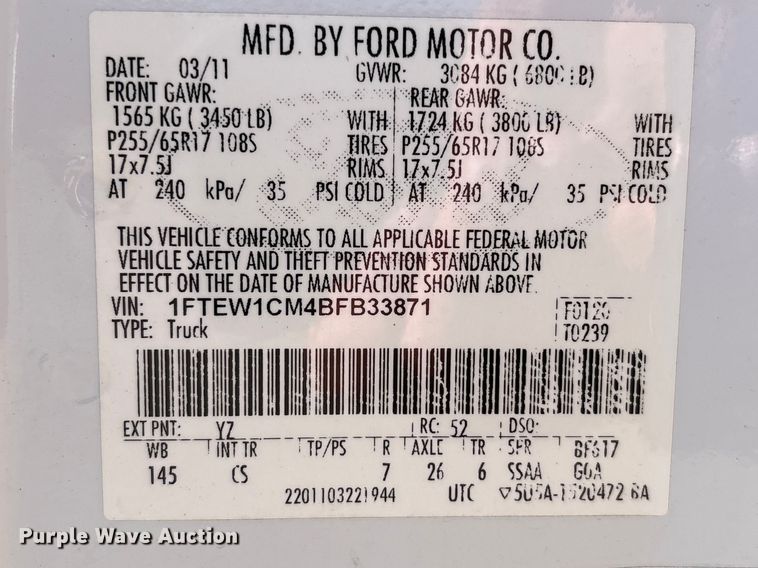 MFD. BY FORD MOTOR CO.
DATE: 03/11 GVWR: 3084 KG ( 6800 LB)
FRONT GAWR: REAR GAWR:
1565 KG ( 3450 LB) WITH 1724 KG ( 3800 LB) WITH
P255/65R17 108S TIRES P255/65R17 108S TIRES
17x7.5J RIMS 17x7.5J RIMS
AT 240 kPa/ 35 PSI COLD AT 240 kPa/ 35 PSI COLD
THIS VEHICLE CONFORMS TO ALL APPLICABLE FEDERAL MOTOR
VEHICLE SAFETY AND THEFT PREVENTION STANDARDS IN
EFFECT ON THE DATE OF MANUFACTURE SHOWN ABOVE.
VIN: 1FTEW1CM4BFB33871 F0120
TYPE: Truck T0239
EXT PNT: YZ RC: 52 DSO:
WB INT TR TP/PS R AXLE TR SPR
145 CS 7 26 6 SSAA
2201103221944 UTC
Purple Wave Auction